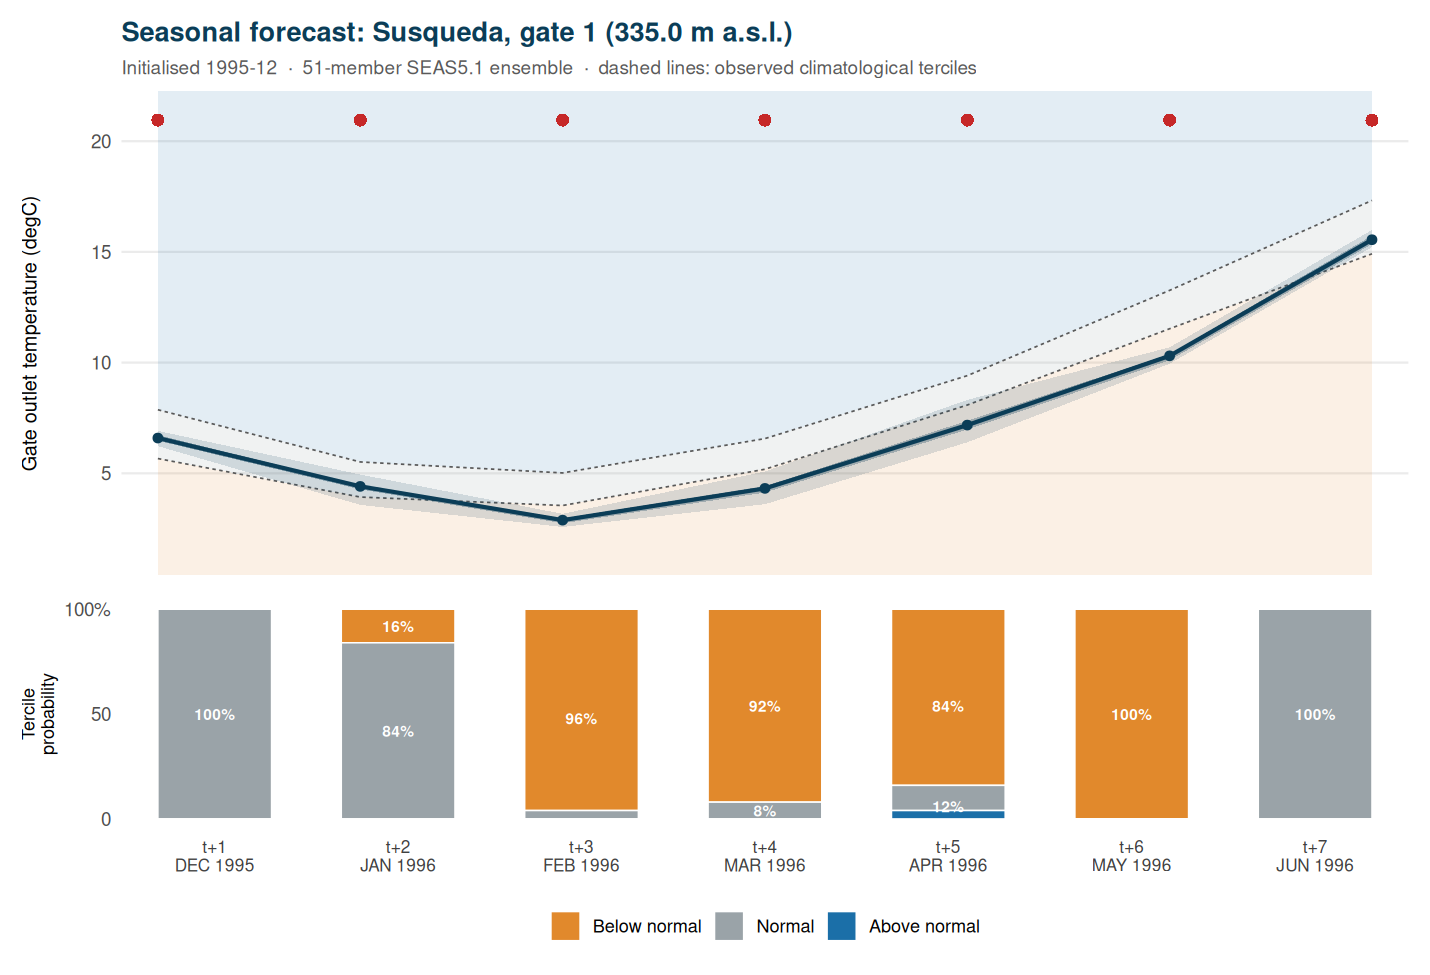 Seasonal forecast: Susqueda, gate 1 (335.0 m a.s.l.)
Initialised 1995-12 · 51-member SEAS5.1 ensemble · dashed lines: observed climatological terciles
Gate outlet temperature (degC)
20
15
10
5
Tercile
probability
100%
50
0
100%
16%
84%
96%
92%
8%
84%
12%
100%
100%
t+1
DEC 1995
t+2
JAN 1996
t+3
FEB 1996
t+4
MAR 1996
t+5
APR 1996
t+6
MAY 1996
t+7
JUN 1996
Below normal
Normal
Above normal